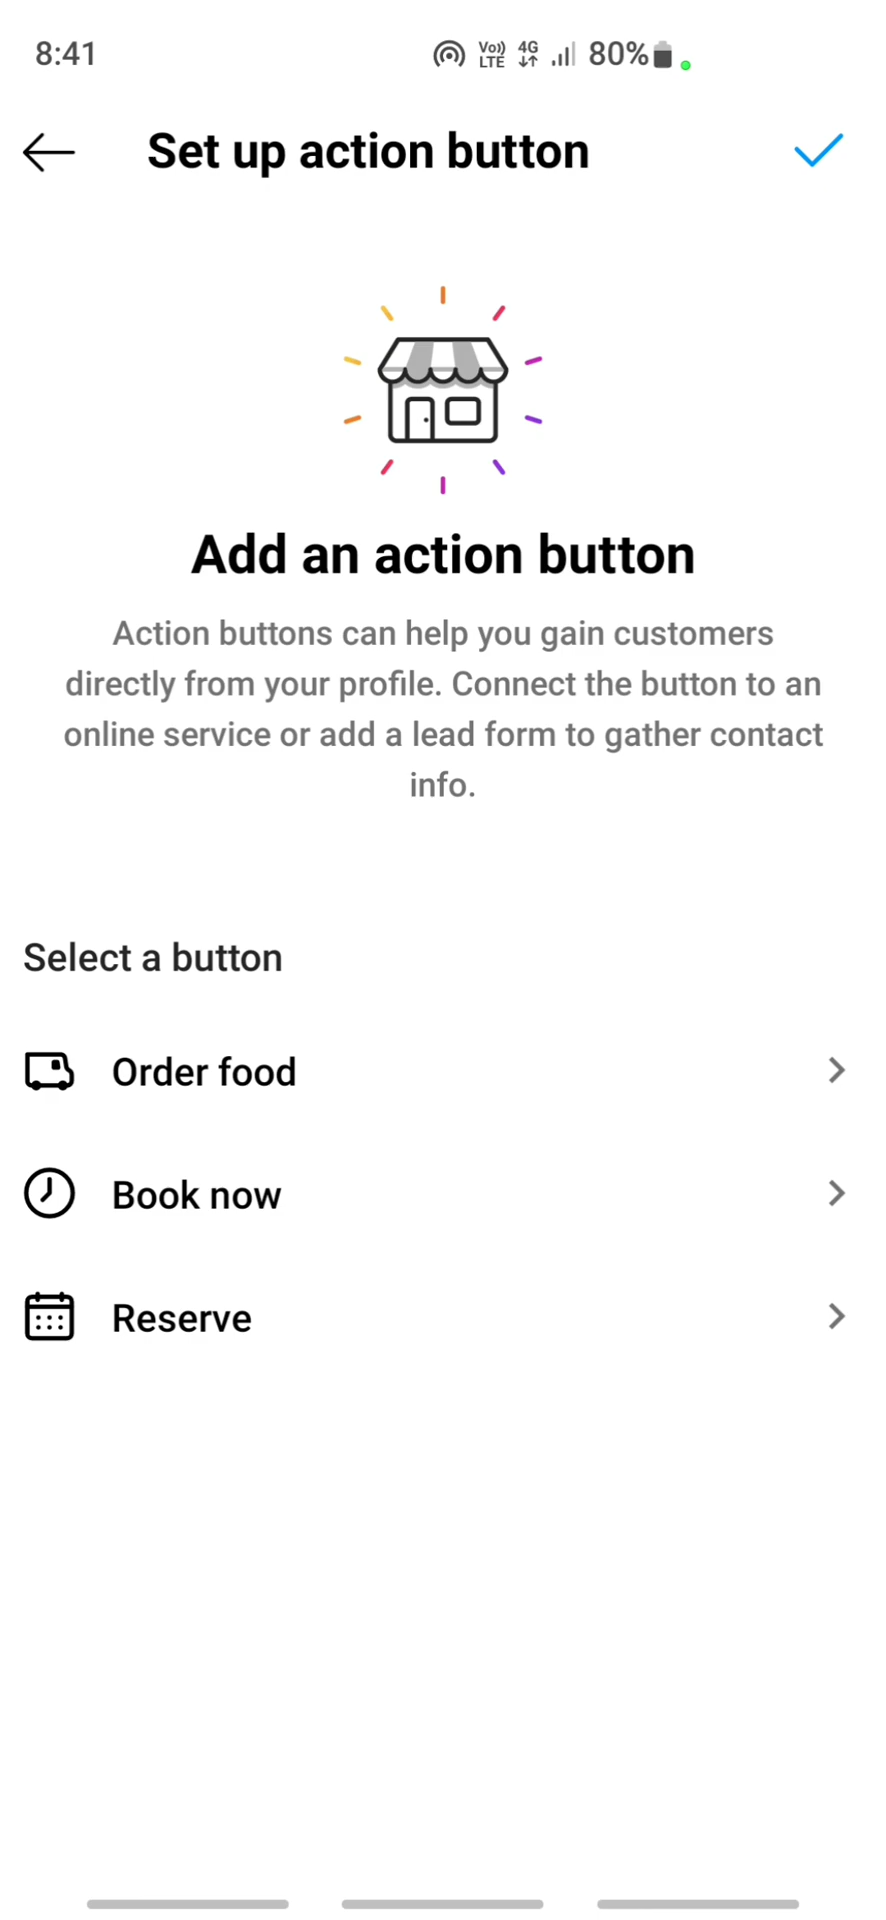 8:41
Vo)) LTE 4G 80%
Set up action button
Add an action button
Action buttons can help you gain customers
directly from your profile. Connect the button to an
online service or add a lead form to gather contact
info.
Select a button
Order food
Book now
Reserve